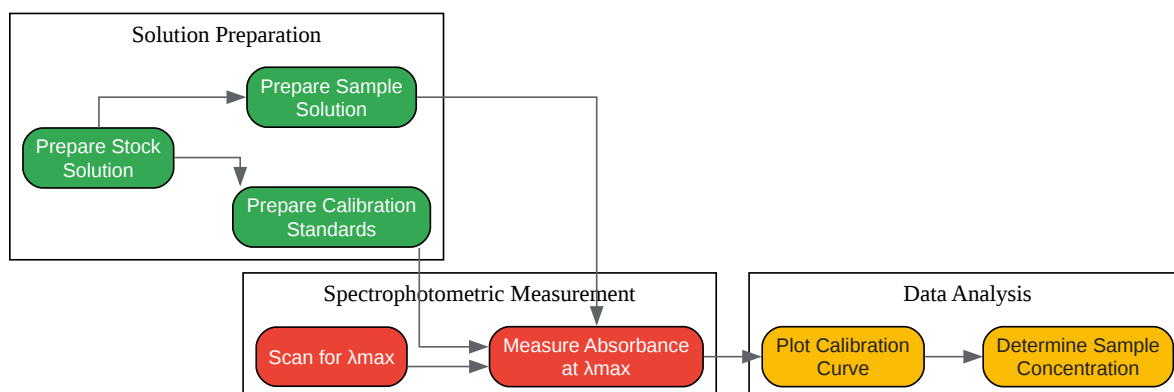 Solution Preparation
Prepare Sample
Solution
Prepare Stock
Solution
Prepare Calibration
Standards
Spectrophotometric Measurement
Scan for λmax
Measure Absorbance
at λmax
Data Analysis
Plot Calibration
Curve
Determine Sample
Concentration